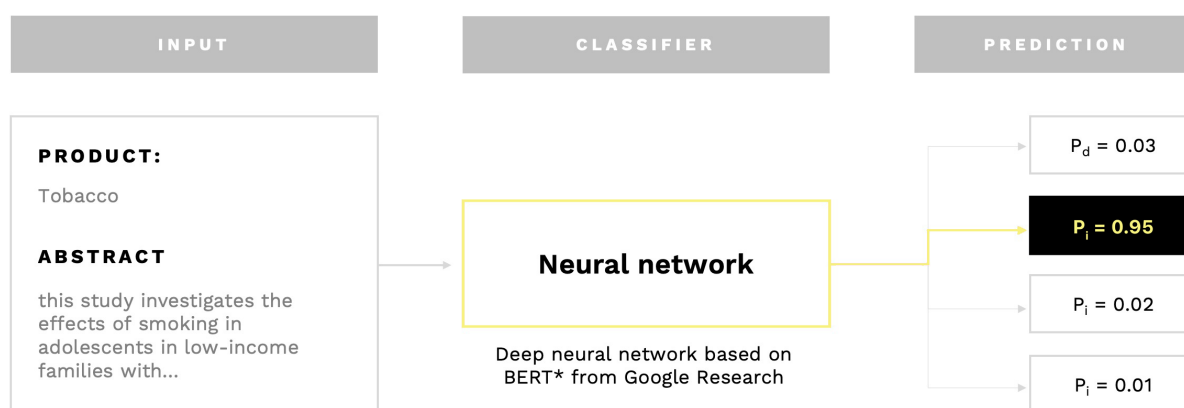 INPUT
CLASSIFIER
PREDICTION
PRODUCT:
Tobacco
ABSTRACT
this study investigates the
effects of smoking in
adolescents in low-income
families with...
Neural network
Deep neural network based on
BERT* from Google Research
Pd = 0.03
Pi = 0.95
Pi = 0.02
Pi = 0.01